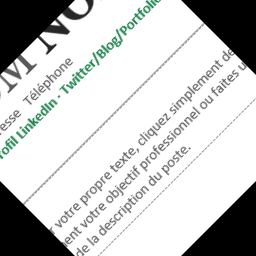 M NO
esse Téléphone
rofil LinkedIn · Twitter/Blog/Portfolio
votre propre texte, cliquez simplement de
ent votre objectif professionnel ou faites u
de la description du poste.